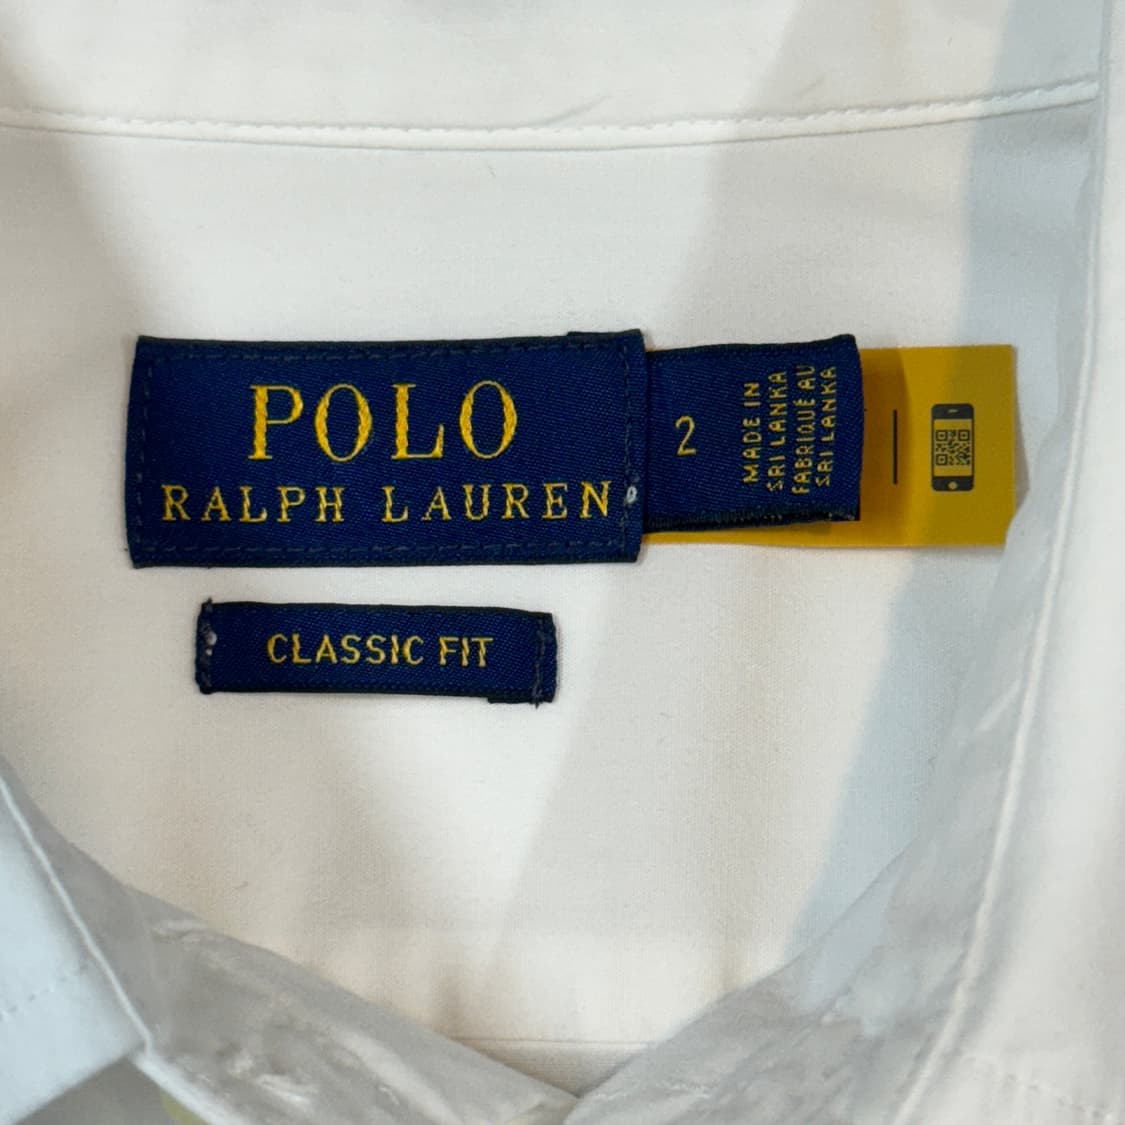 POLO
RALPH LAUREN
2
MADE IN
SRI LANKA
FABRIQUÉ AU
SRI LANKA
CLASSIC FIT